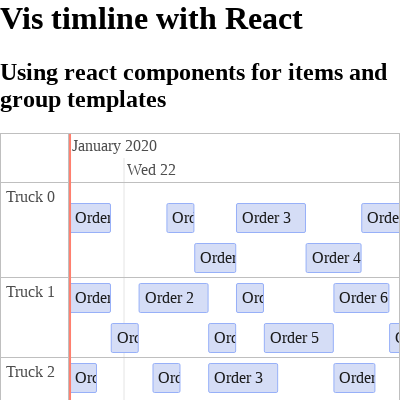 Vis timline with React
Using react components for items and
group templates
January 2020
Wed 22
Truck 0
Order Orc Order 3 Orde
Order Order 4
Truck 1
Order Order 2 Orc Order 6
Orc Orc Order 5
Truck 2
Orc Orc Order 3 Order